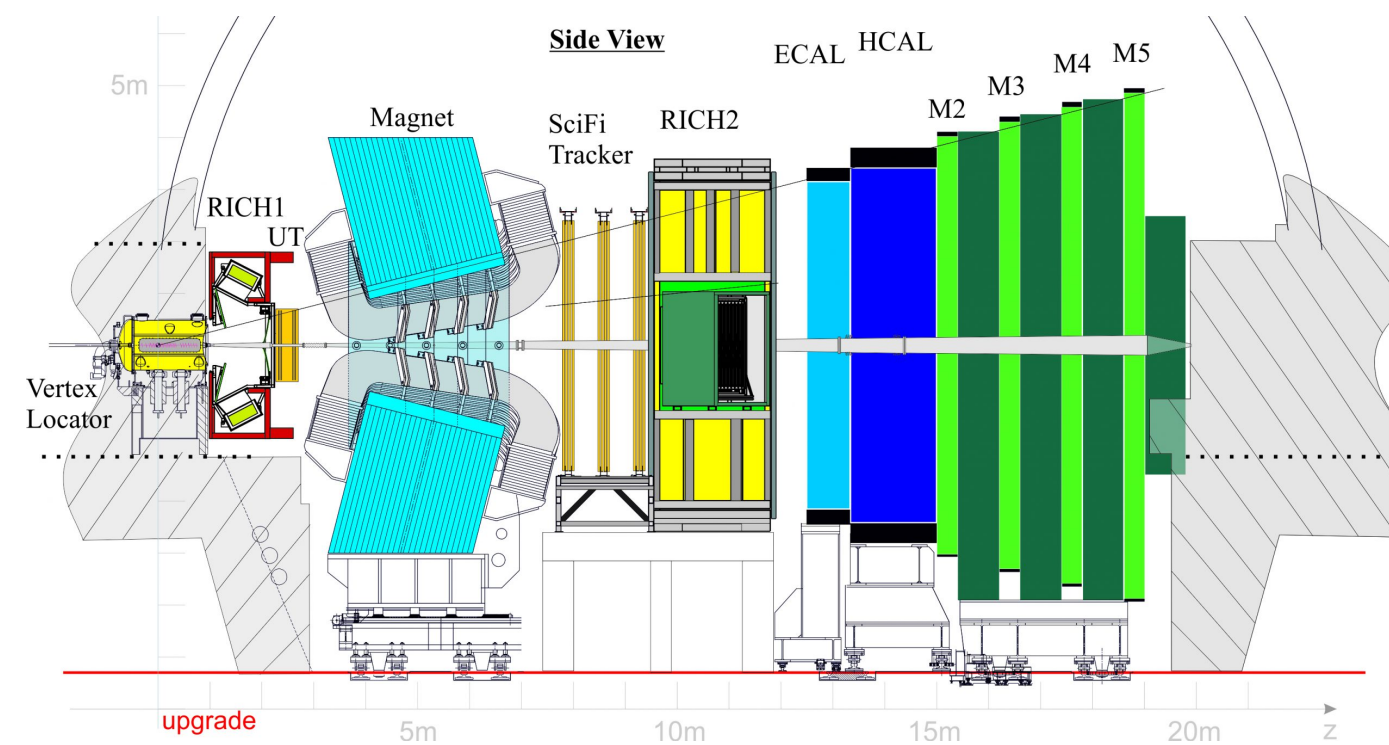 Side View
ECAL
HCAL
M5
M4
M3
M2
5m
Magnet
SciFi
Tracker
RICH2
RICH1
UT
Vertex
Locator
upgrade
5m
10m
15m
20m
z